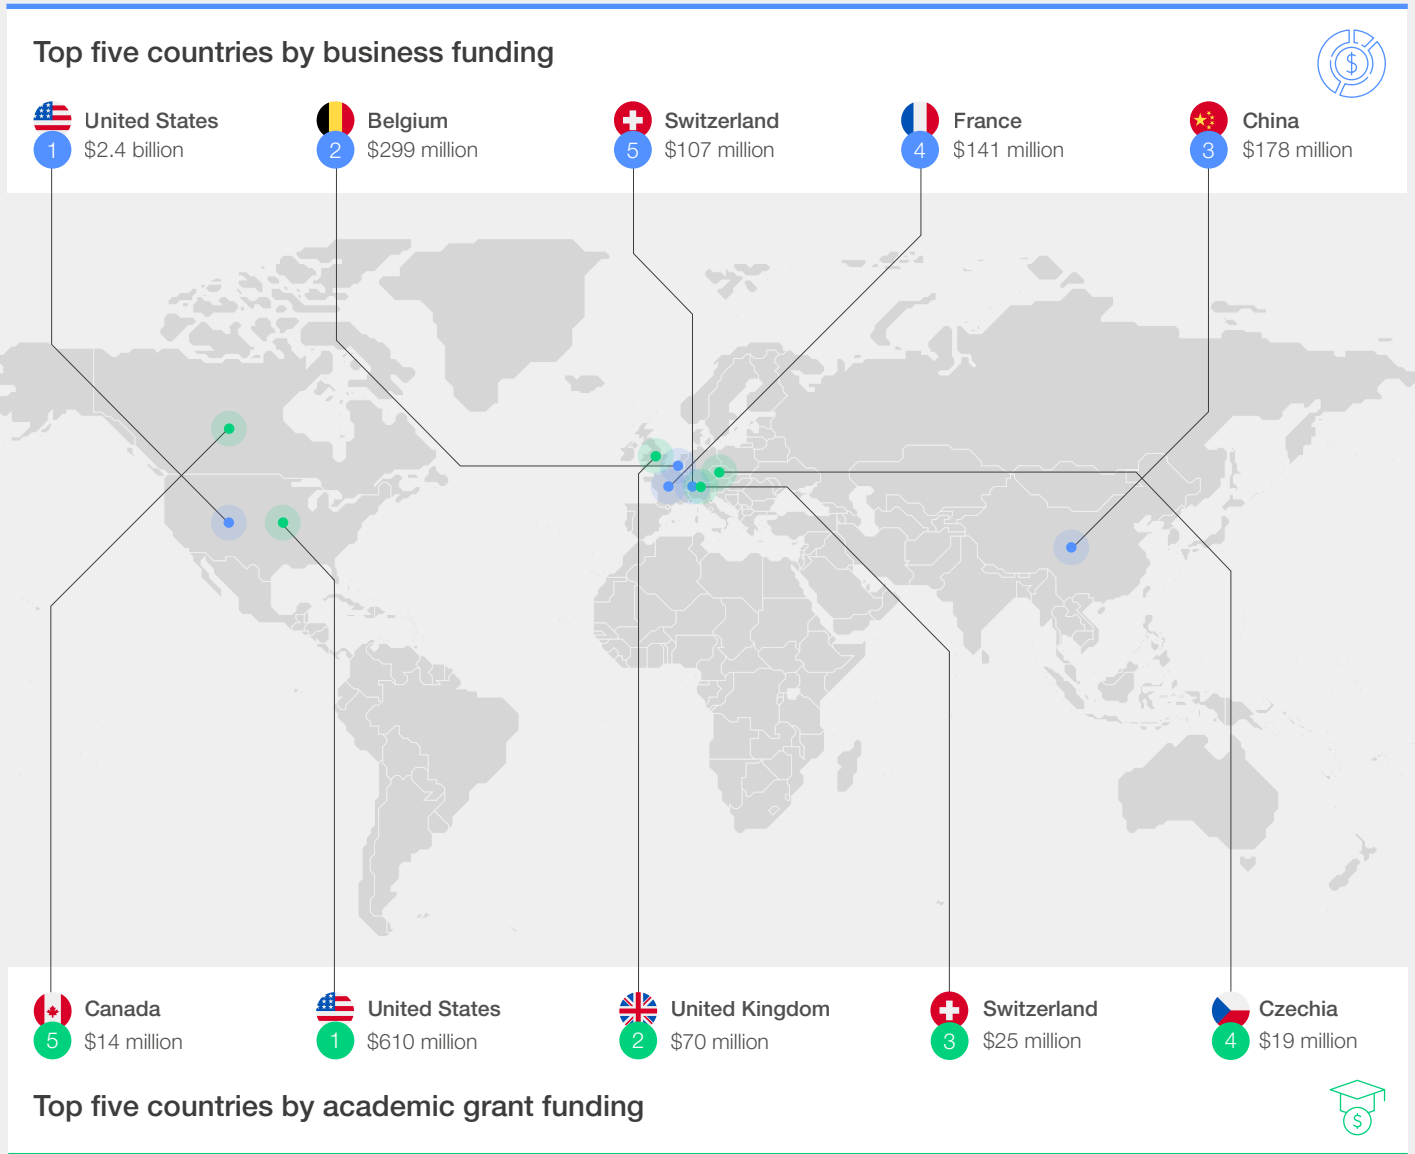 Top five countries by business funding
$
United States
1
$2.4 billion
Belgium
2
$299 million
Switzerland
5
$107 million
France
4
$141 million
China
3
$178 million
Canada
5
$14 million
United States
1
$610 million
United Kingdom
2
$70 million
Switzerland
3
$25 million
Czechia
4
$19 million
Top five countries by academic grant funding
$